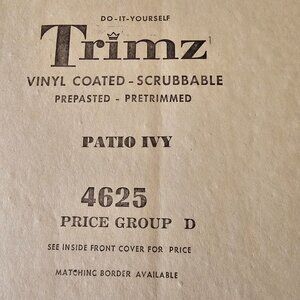 DO-IT-YOURSELF
Trimz
VINYL COATED - SCRUBBABLE
PREPASTED - PRETRIMMED
PATIO IVY
4625
PRICE GROUP D
SEE INSIDE FRONT COVER FOR PRICE
MATCHING BORDER AVAILABLE